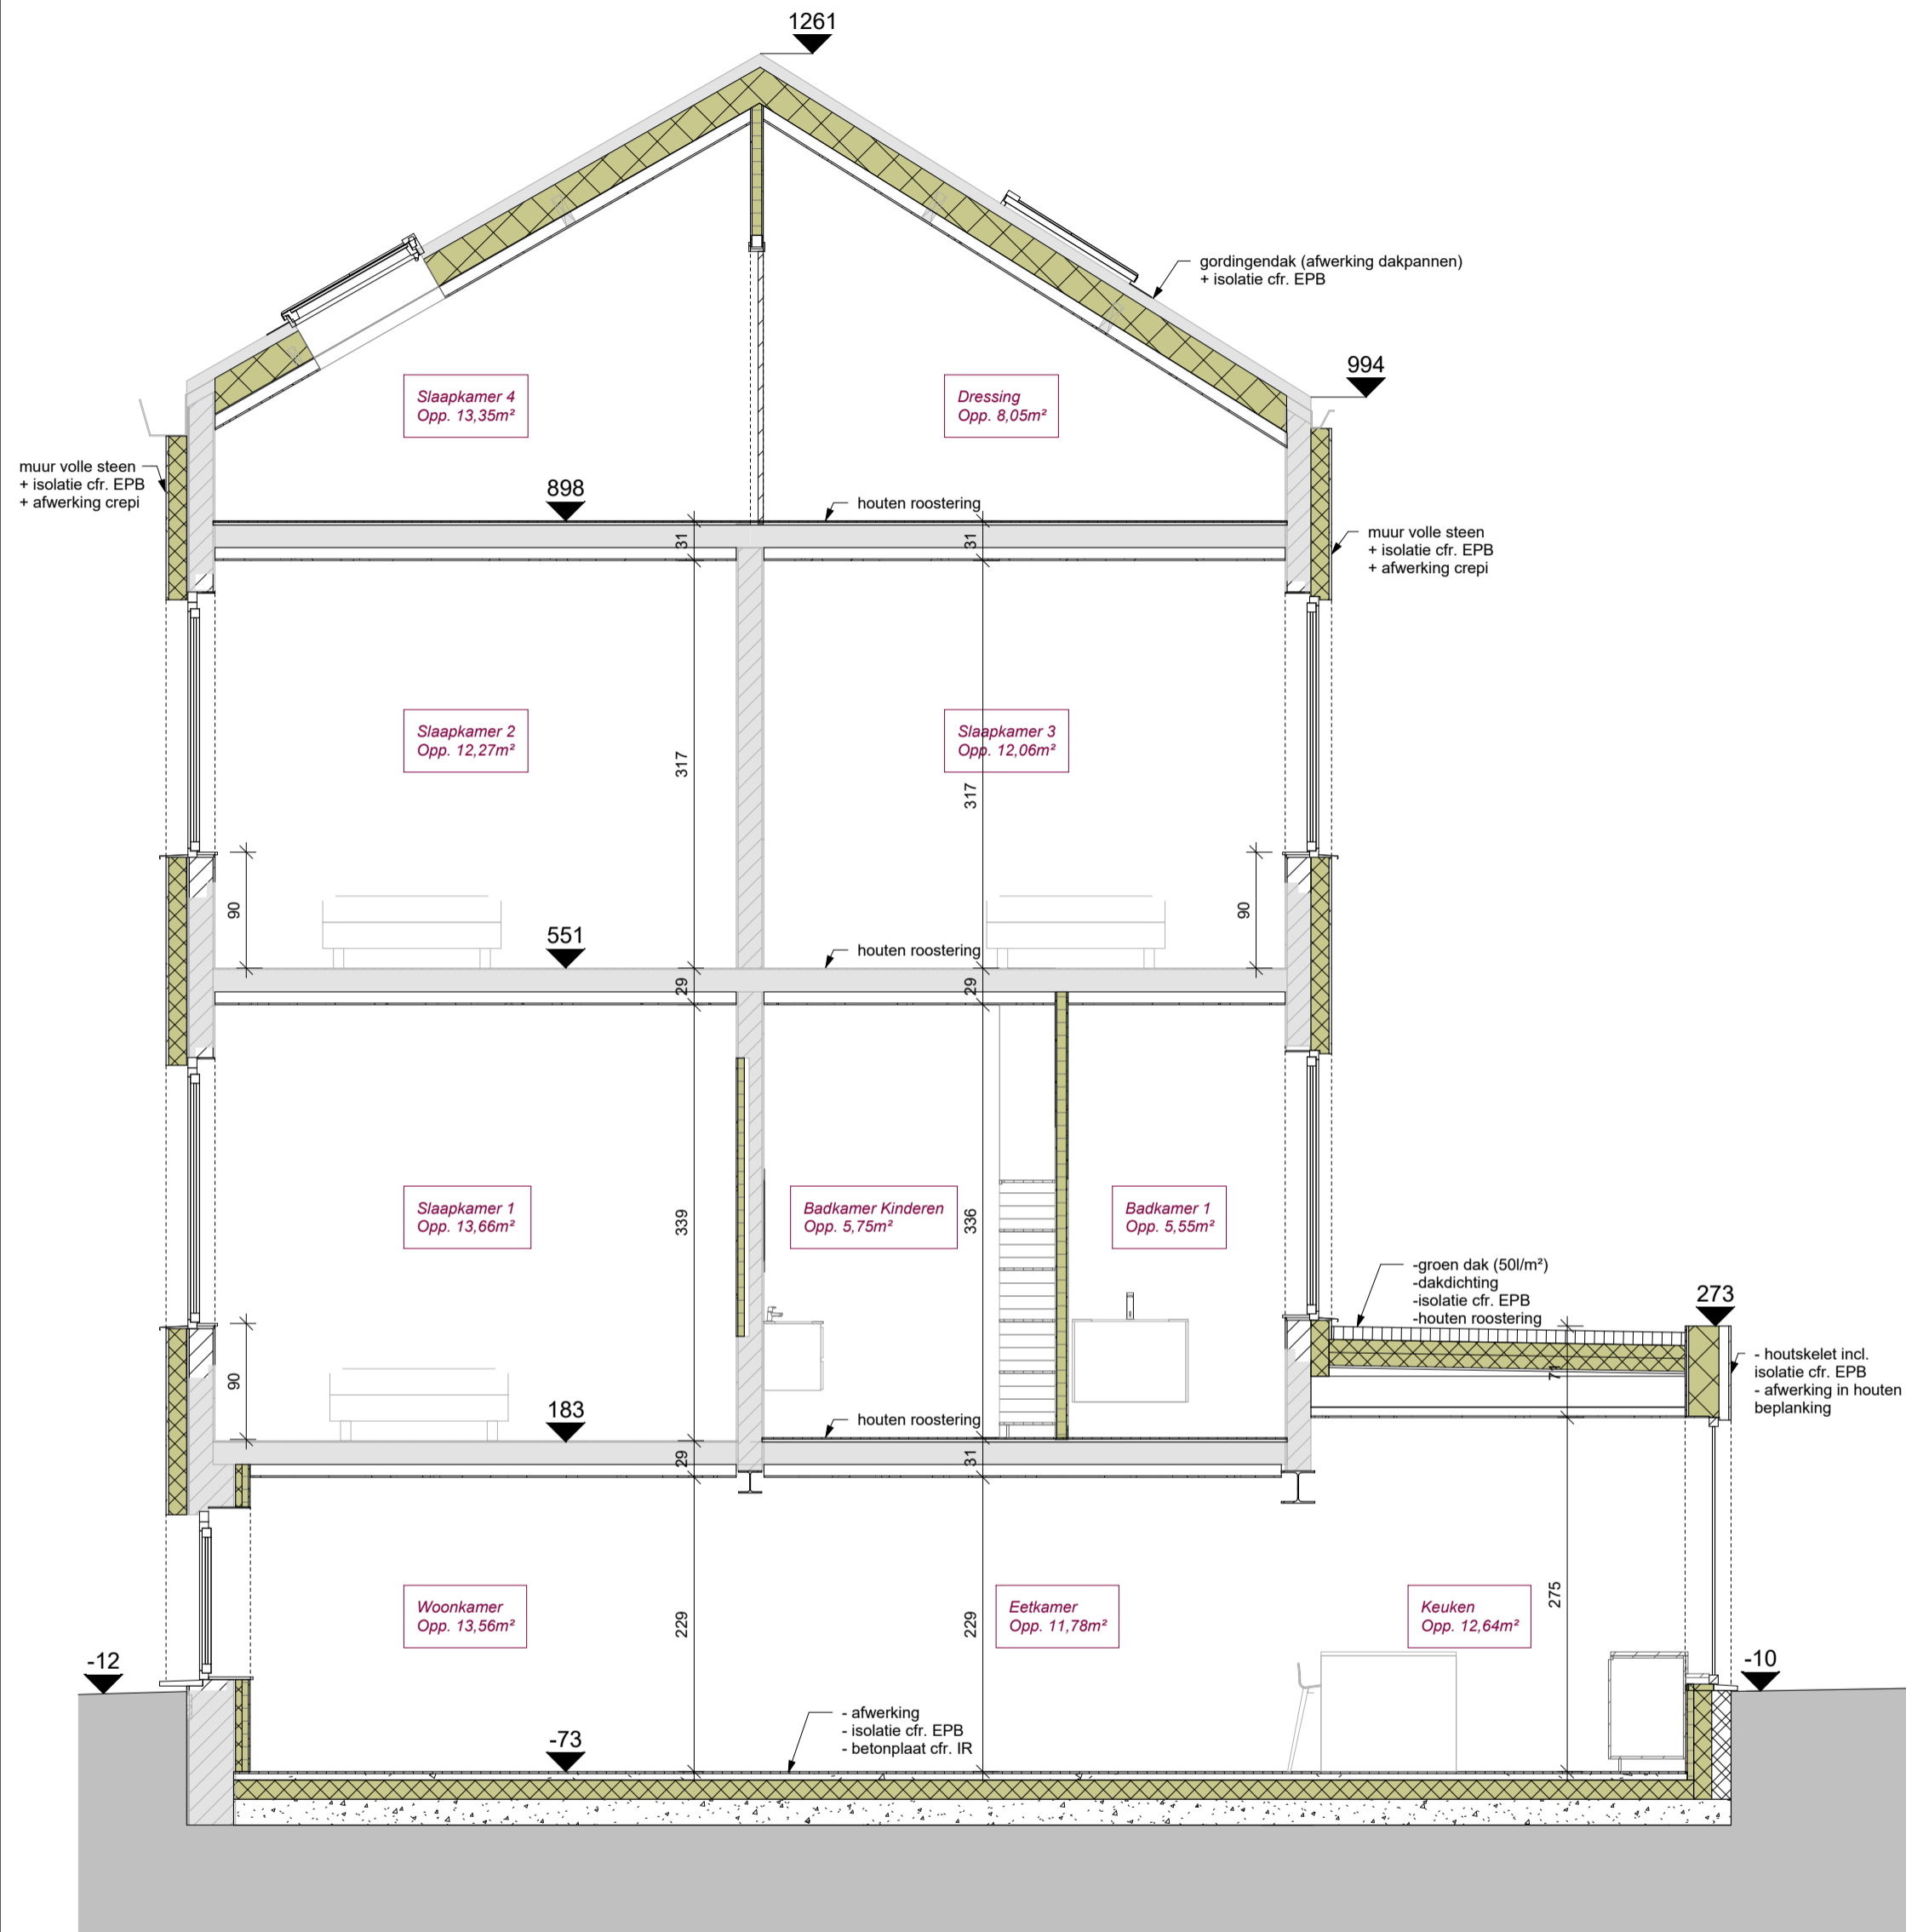 1261
gordingendak (afwerking dakpannen)
+ isolatie cfr. EPB
994
Slaapkamer 4
Opp. 13,35m²
Dressing
Opp. 8,05m²
muur volle steen
+ isolatie cfr. EPB
+ afwerking crepi
898
houten roostering
31
31
muur volle steen
+ isolatie cfr. EPB
+ afwerking crepi
Slaapkamer 2
Opp. 12,27m²
Slaapkamer 3
Opp. 12,06m²
317
317
90
90
551
houten roostering
29
29
Slaapkamer 1
Opp. 13,66m²
339
Badkamer Kinderen
Opp. 5,75m²
336
Badkamer 1
Opp. 5,55m²
-groen dak (50l/m²)
-dakdichting
-isolatie cfr. EPB
-houten roostering
273
- houtskelet incl.
isolatie cfr. EPB
- afwerking in houten
beplanking
71
90
183
houten roostering
29
31
Woonkamer
Opp. 13,56m²
229
229
Eetkamer
Opp. 11,78m²
275
Keuken
Opp. 12,64m²
-12
-10
-73
- afwerking
- isolatie cfr. EPB
- betonplaat cfr. IR